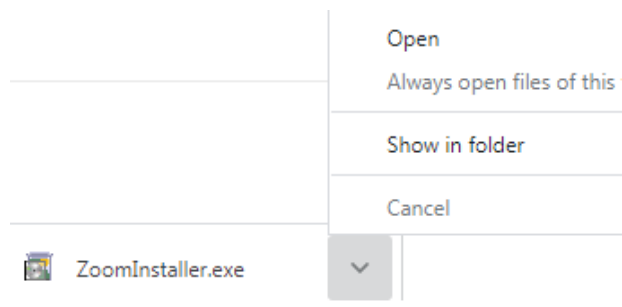 Open
Always open files of this
Show in folder
Cancel
ZoomInstaller.exe